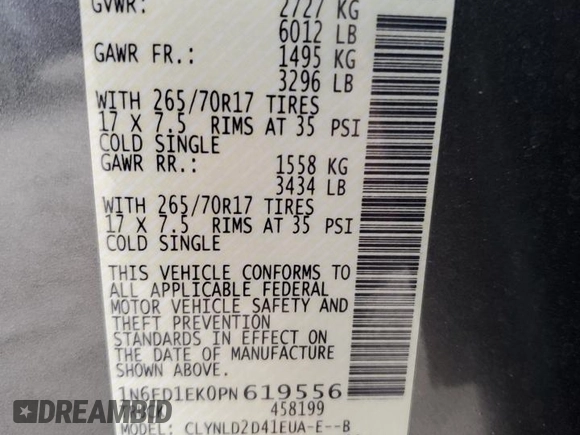 GVWR: 2727 KG
6012 LB
GAWR FR.: 1495 KG
3296 LB
WITH 265/70R17 TIRES
17 X 7.5 RIMS AT 35 PSI
COLD SINGLE
GAWR RR.: 1558 KG
3434 LB
WITH 265/70R17 TIRES
17 X 7.5 RIMS AT 35 PSI
COLD SINGLE
THIS VEHICLE CONFORMS TO
ALL APPLICABLE FEDERAL
MOTOR VEHICLE SAFETY AND
THEFT PREVENTION
STANDARDS IN EFFECT ON
THE DATE OF MANUFACTURE
SHOWN ABOVE.
1N6ED1EK0PN619556
458199
MODEL: CLYNLD2D41EUA-E--B
DREAMBID